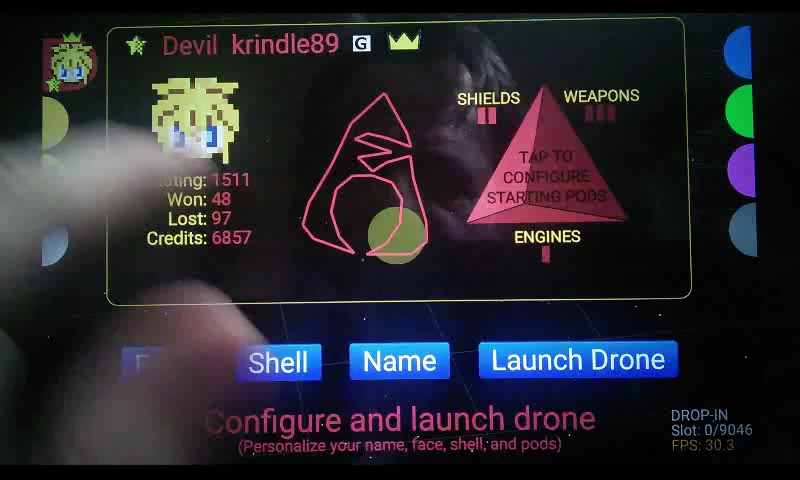 Devil krindle89 G
SHIELDS
WEAPONS
TAP TO
CONFIGURE
STARTING PODS
ENGINES
1511
Won: 48
Lost: 97
Credits: 6857
Shell
Name
Launch Drone
Configure and launch drone
(Personalize your name, face, shell, and pods)
DROP-IN
Slot: 0/9046
FPS: 30.3